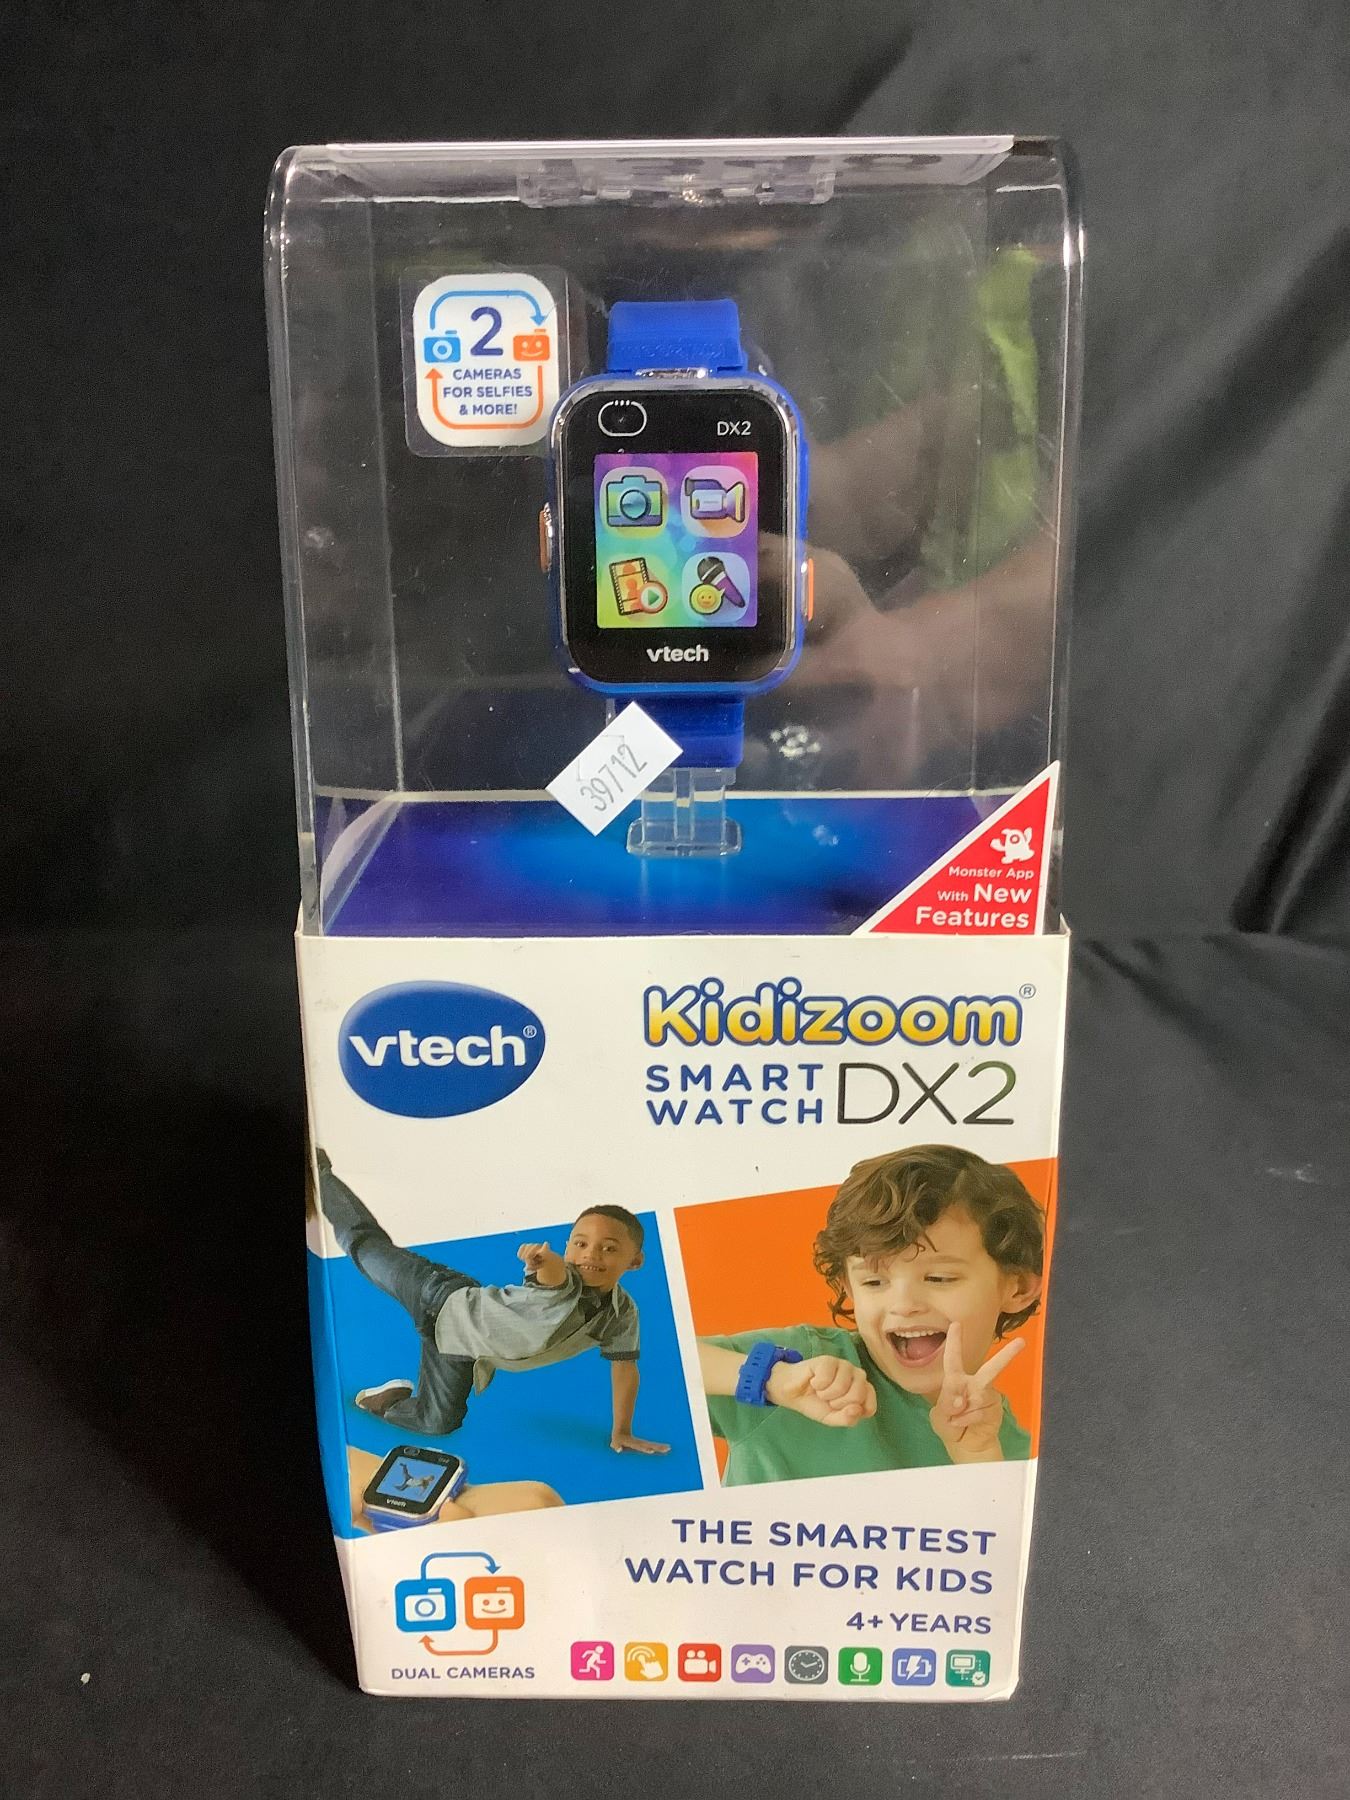 2
CAMERAS
FOR SELFIES
& MORE!
DX2
vtech
39712
Monster App
With New
Features
vtech®
Kidizoom®
SMART
WATCH DX2
THE SMARTEST
WATCH FOR KIDS
4+ YEARS
DUAL CAMERAS